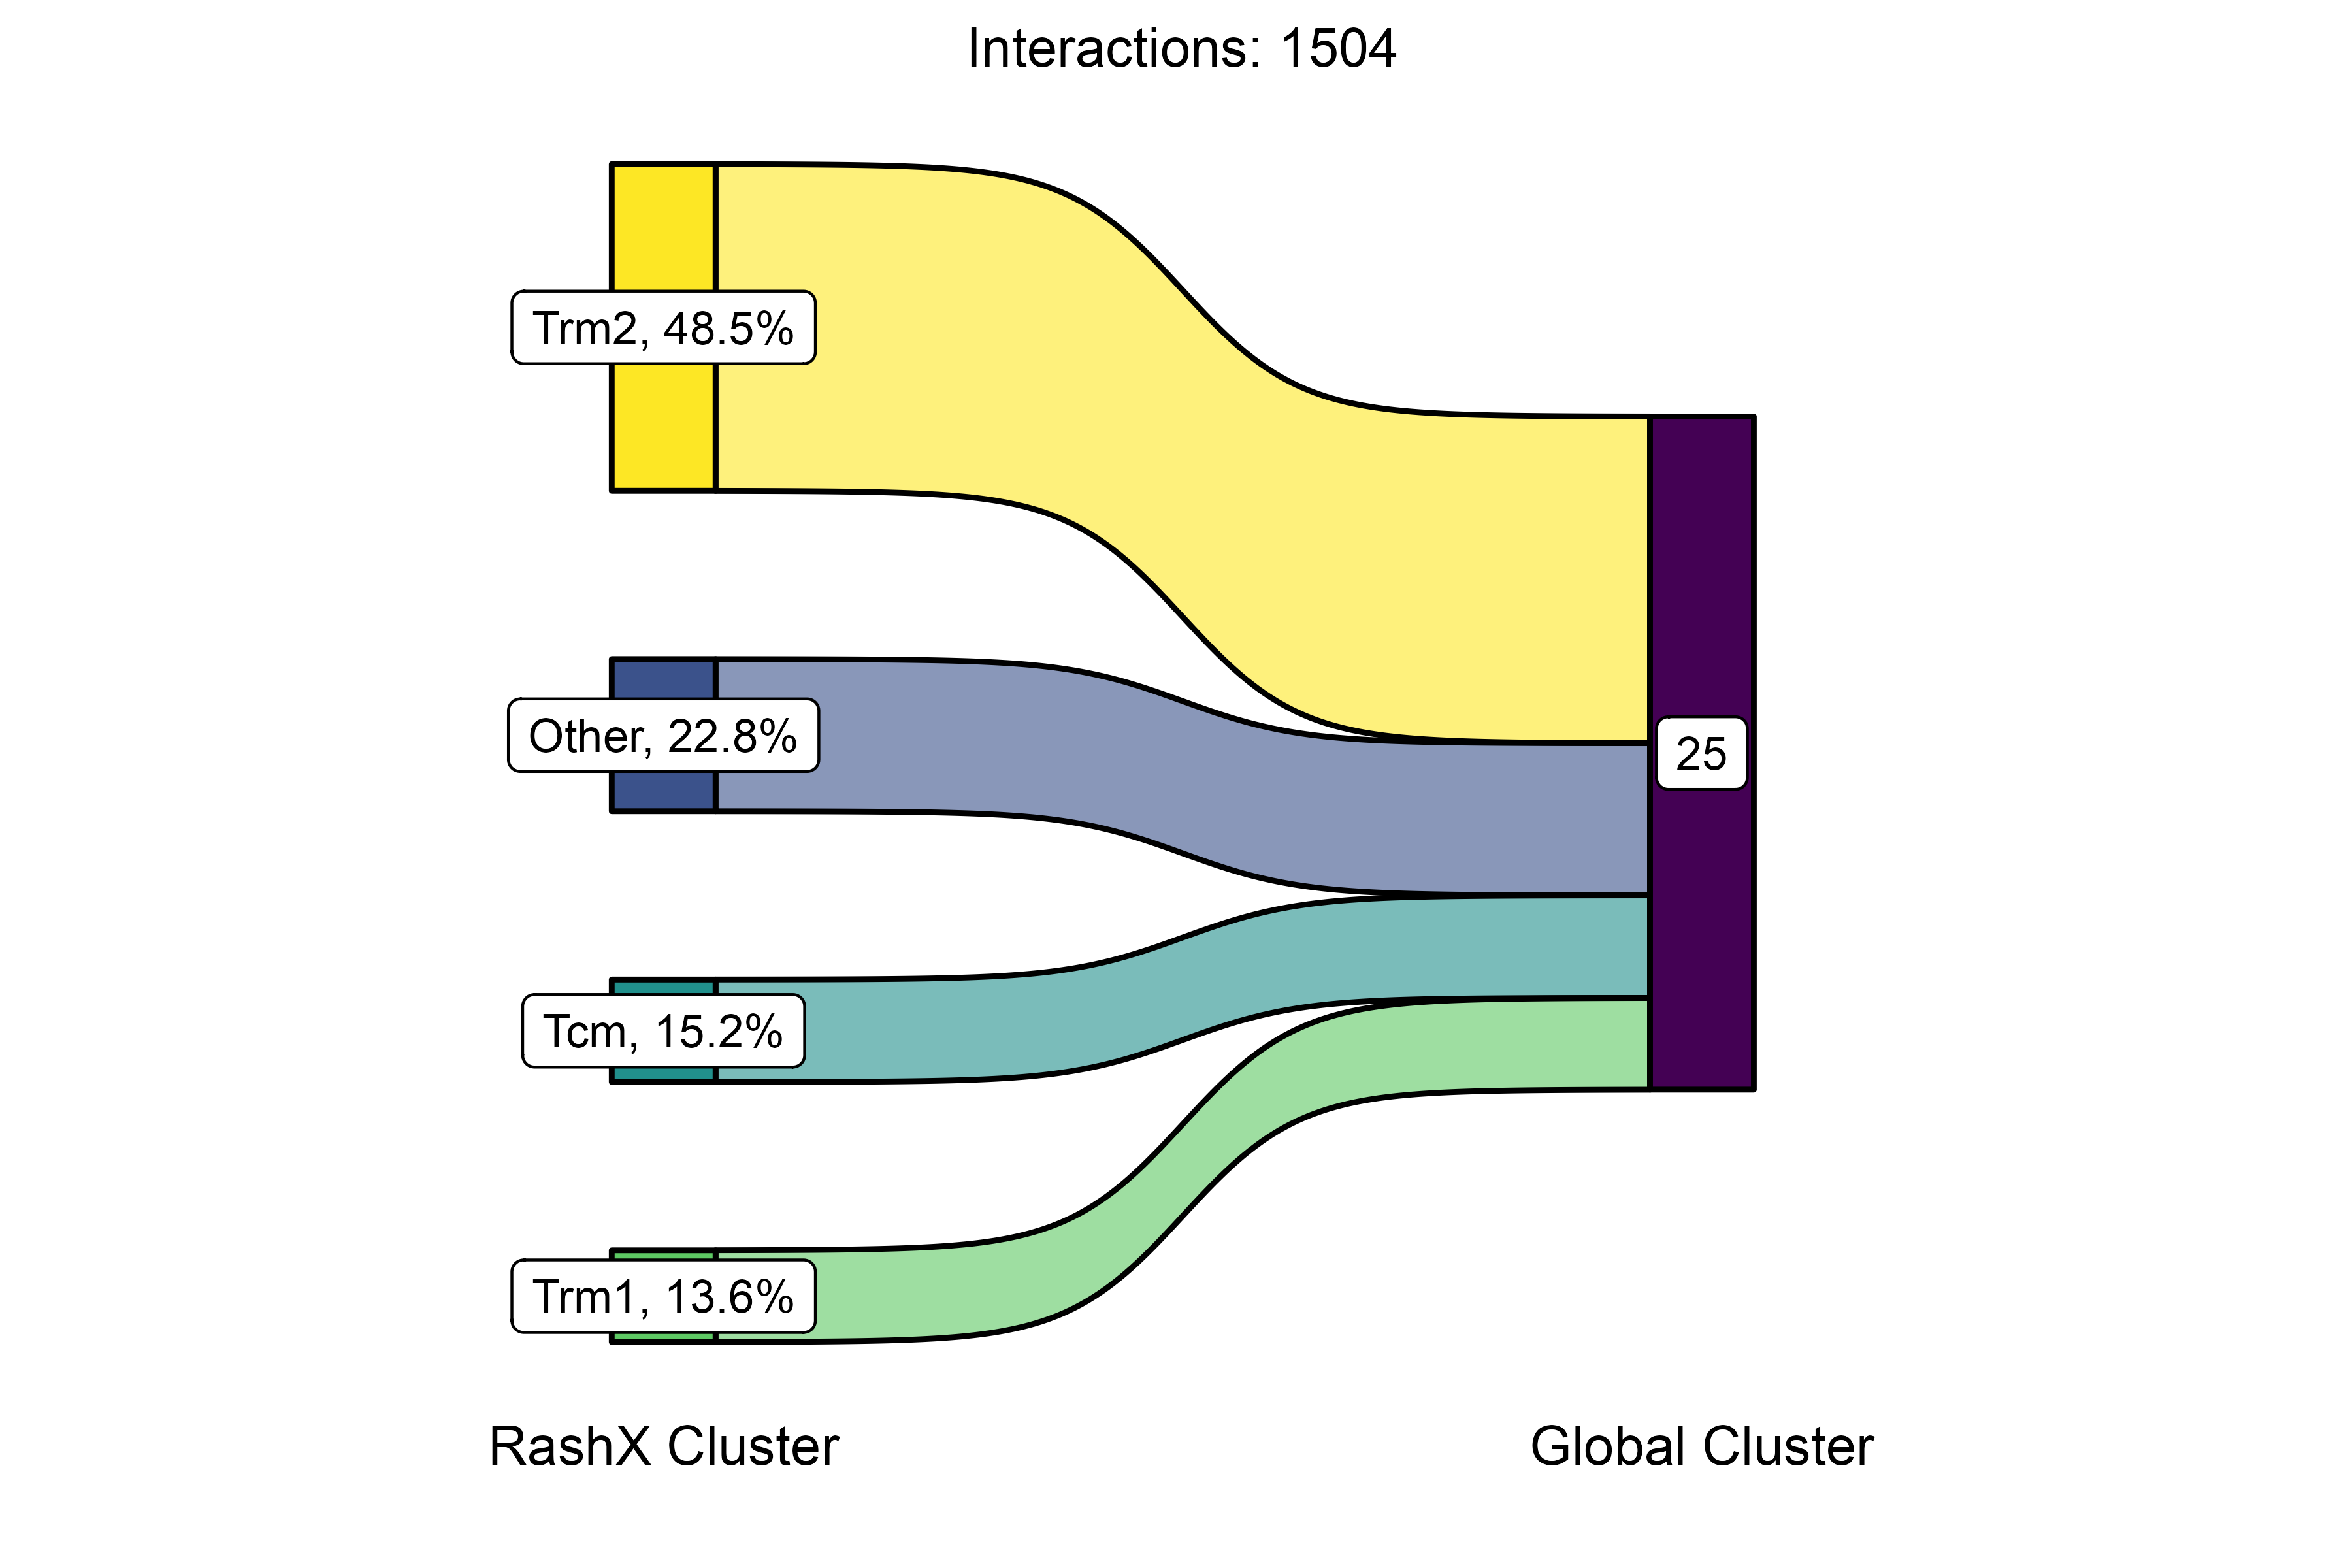 Interactions: 1504
Trm2, 48.5%
Other, 22.8%
25
Tcm, 15.2%
Trm1, 13.6%
RashX Cluster
Global Cluster